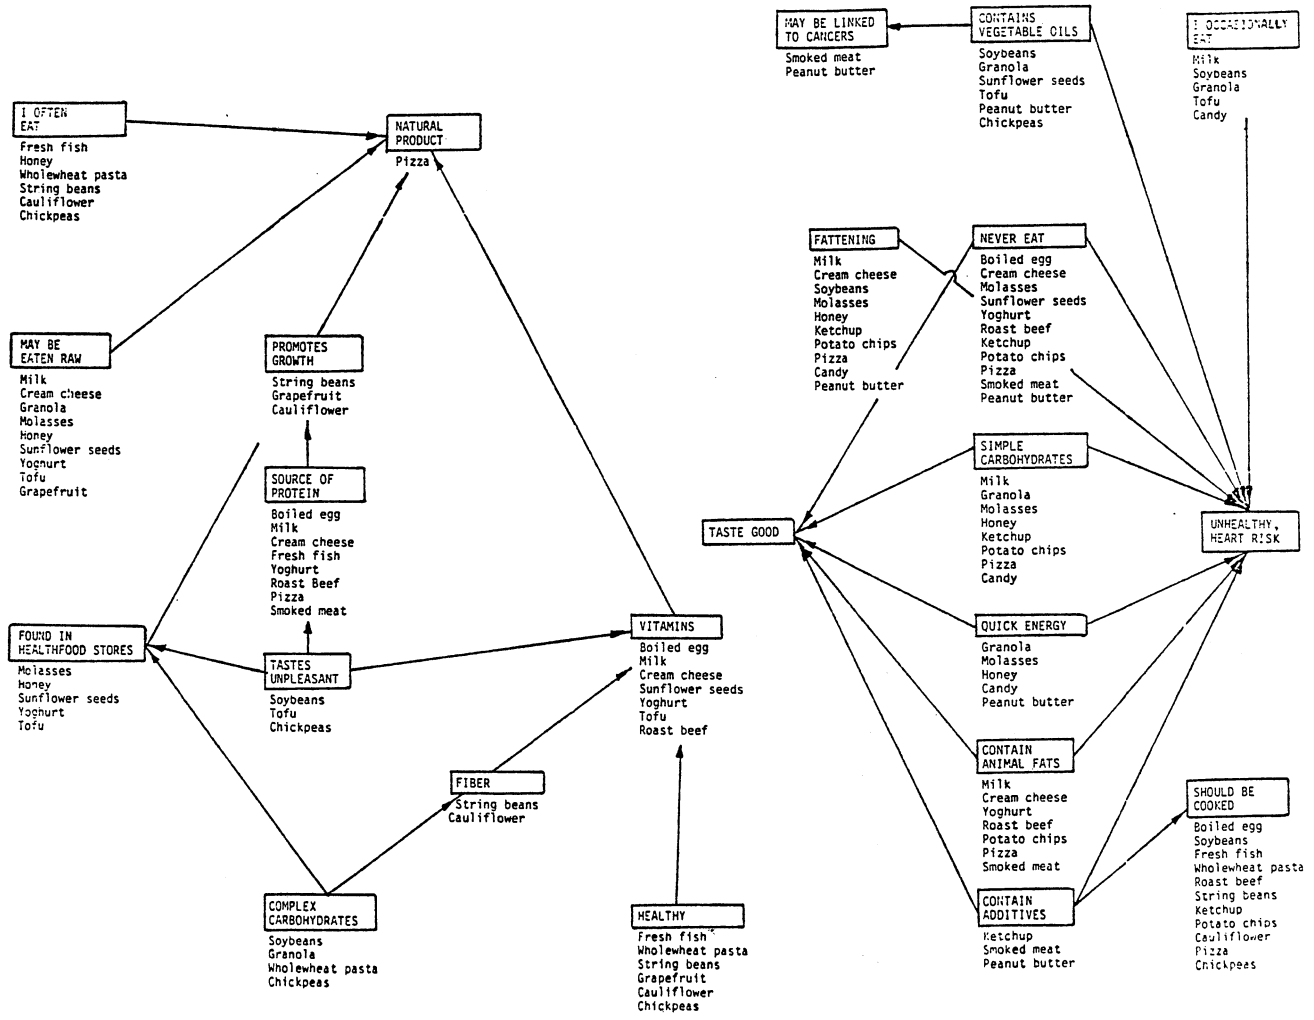 MAY BE LINKED
TO CANCERS
Smoked meat
Peanut butter
CONTAINS
VEGETABLE OILS
Soybeans
Granola
Sunflower seeds
Tofu
Peanut butter
Chickpeas
I OCCASIONALLY
EAT
Milk
Soybeans
Granola
Tofu
Candy
I OFTEN
EAT
Fresh fish
Honey
Wholewheat pasta
String beans
Cauliflower
Chickpeas
NATURAL
PRODUCT
Pizza
FATTENING
Milk
Cream cheese
Soybeans
Molasses
Honey
Ketchup
Potato chips
Pizza
Candy
Peanut butter
NEVER EAT
Boiled egg
Cream cheese
Molasses
Sunflower seeds
Yoghurt
Roast beef
Ketchup
Potato chips
Pizza
Smoked meat
Peanut butter
MAY BE
EATEN RAW
Milk
Cream cheese
Granola
Molasses
Honey
Sunflower seeds
Yoghurt
Tofu
Grapefruit
PROMOTES
GROWTH
String beans
Grapefruit
Cauliflower
SOURCE OF
PROTEIN
Boiled egg
Milk
Cream cheese
Fresh fish
Yoghurt
Roast Beef
Pizza
Smoked meat
SIMPLE
CARBOHYDRATES
Milk
Granola
Molasses
Honey
Ketchup
Potato chips
Pizza
Candy
TASTE GOOD
UNHEALTHY,
HEART RISK
FOUND IN
HEALTHFOOD STORES
Molasses
Honey
Sunflower seeds
Yoghurt
Tofu
TASTES
UNPLEASANT
Soybeans
Tofu
Chickpeas
VITAMINS
Boiled egg
Milk
Cream cheese
Sunflower seeds
Yoghurt
Tofu
Roast beef
QUICK ENERGY
Granola
Molasses
Honey
Candy
Peanut butter
FIBER
String beans
Cauliflower
CONTAIN
ANIMAL FATS
Milk
Cream cheese
Yoghurt
Roast beef
Potato chips
Pizza
Smoked meat
SHOULD BE
COOKED
Boiled egg
Soybeans
Fresh fish
Wholewheat pasta
Roast beef
String beans
Ketchup
Potato chips
Cauliflower
Pizza
Chickpeas
COMPLEX
CARBOHYDRATES
Soybeans
Granola
Wholewheat pasta
Chickpeas
HEALTHY
Fresh fish
Wholewheat pasta
String beans
Grapefruit
Cauliflower
Chickpeas
CONTAIN
ADDITIVES
Ketchup
Smoked meat
Peanut butter